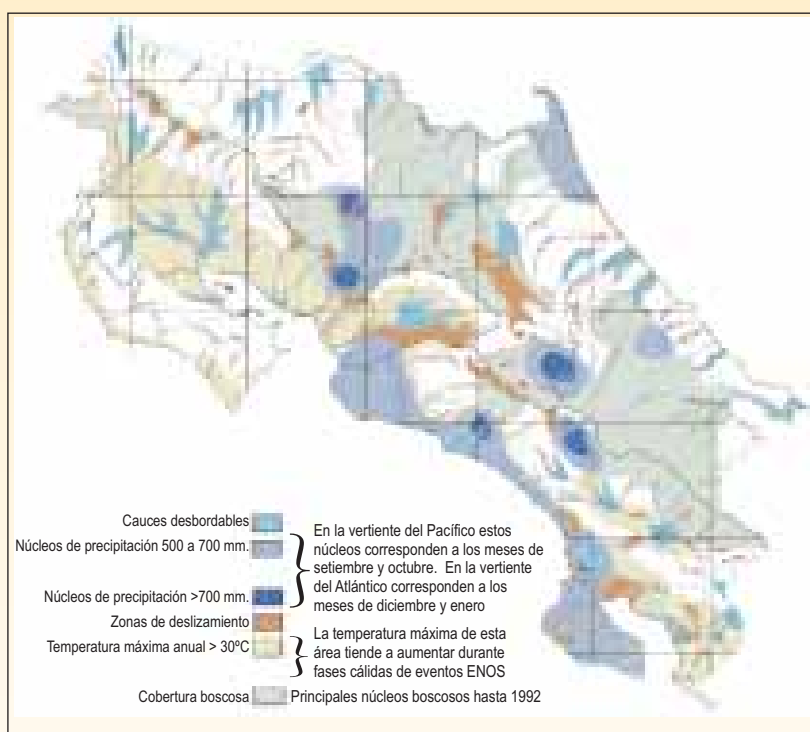 Cauces desbordables
Núcleos de precipitación 500 a 700 mm.
En la vertiente del Pacífico estos
núcleos corresponden a los meses de
setiembre y octubre. En la vertiente
del Atlántico corresponden a los
meses de diciembre y enero
Núcleos de precipitación >700 mm.
Zonas de deslizamiento
Temperatura máxima anual > 30ºC
La temperatura máxima de esta
área tiende a aumentar durante
fases cálidas de eventos ENOS
Cobertura boscosa
Principales núcleos boscosos hasta 1992